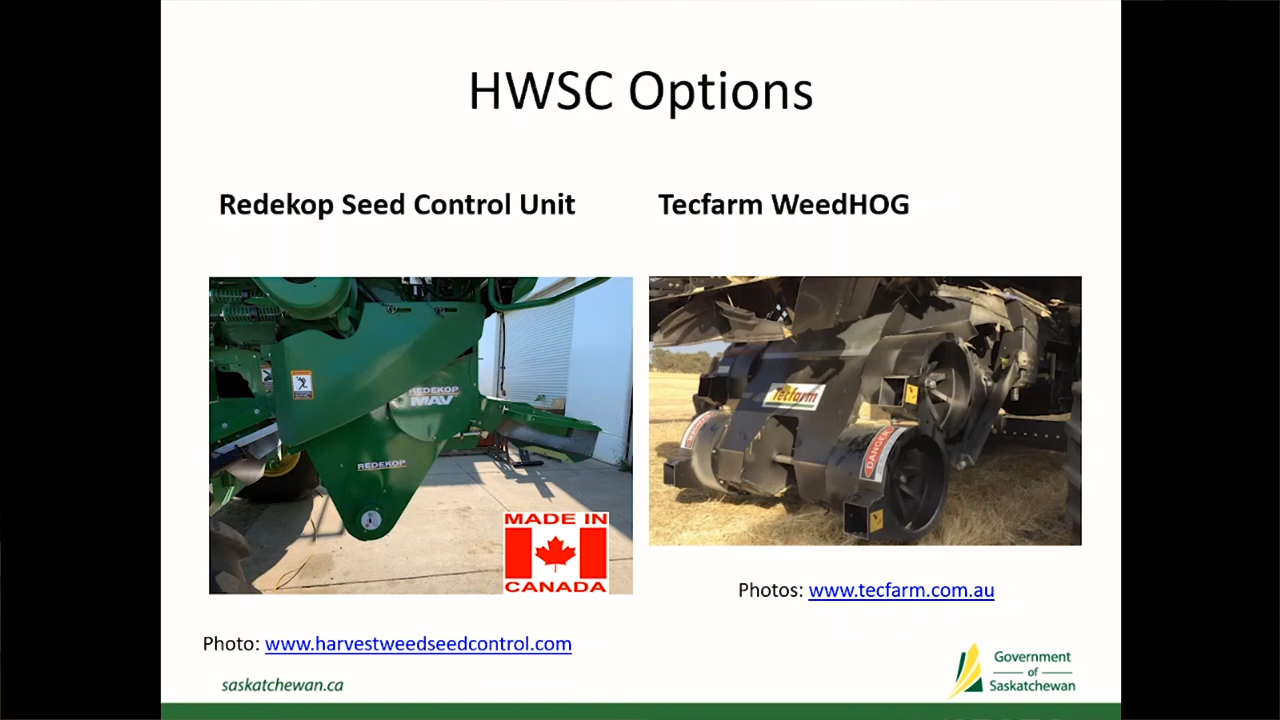 HWSC Options
Redekop Seed Control Unit
Tecfarm WeedHOG
REDEKOP
MAV
REDEKOP
MADE IN
CANADA
Tecfarm
DANGER
Photos: www.tecfarm.com.au
Photo: www.harvestweedseedcontrol.com
saskatchewan.ca
Government
of
Saskatchewan